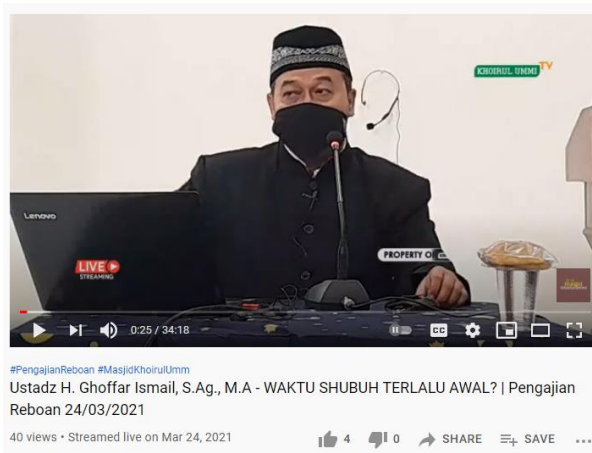 KHOIRUL UMMI TV
Lenovo
LIVE
STREAMING
PROPERTY O
0:25 / 34:18
CC
#PengajianReboan #MasjidKhoirulUmm
Ustadz H. Ghoffar Ismail, S.Ag., M.A - WAKTU SHUBUH TERLALU AWAL? | Pengajian
Reboan 24/03/2021
40 views • Streamed live on Mar 24, 2021
4
0
SHARE
SAVE